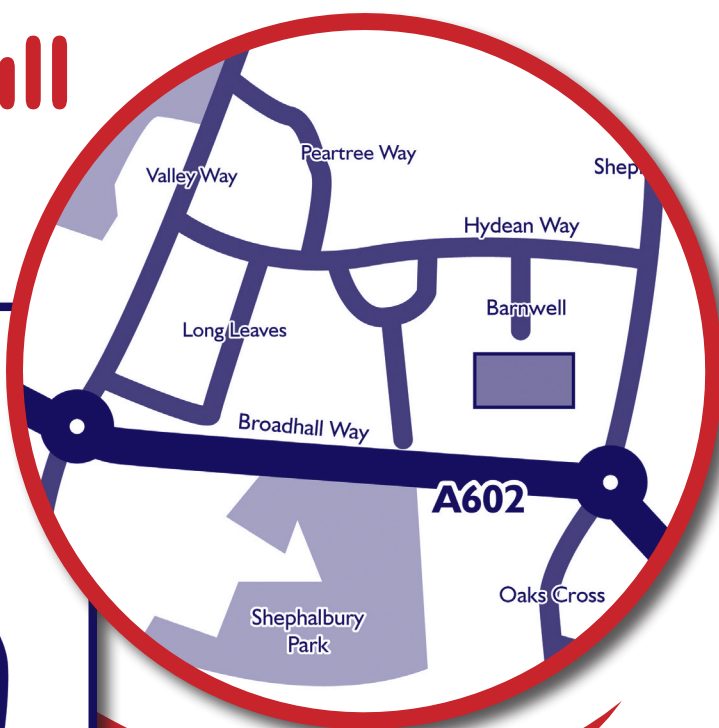 Peartree Way
Valley Way
Hydean Way
Barnwell
Long Leaves
Broadhall Way
A602
Oaks Cross
Shephalbury
Park